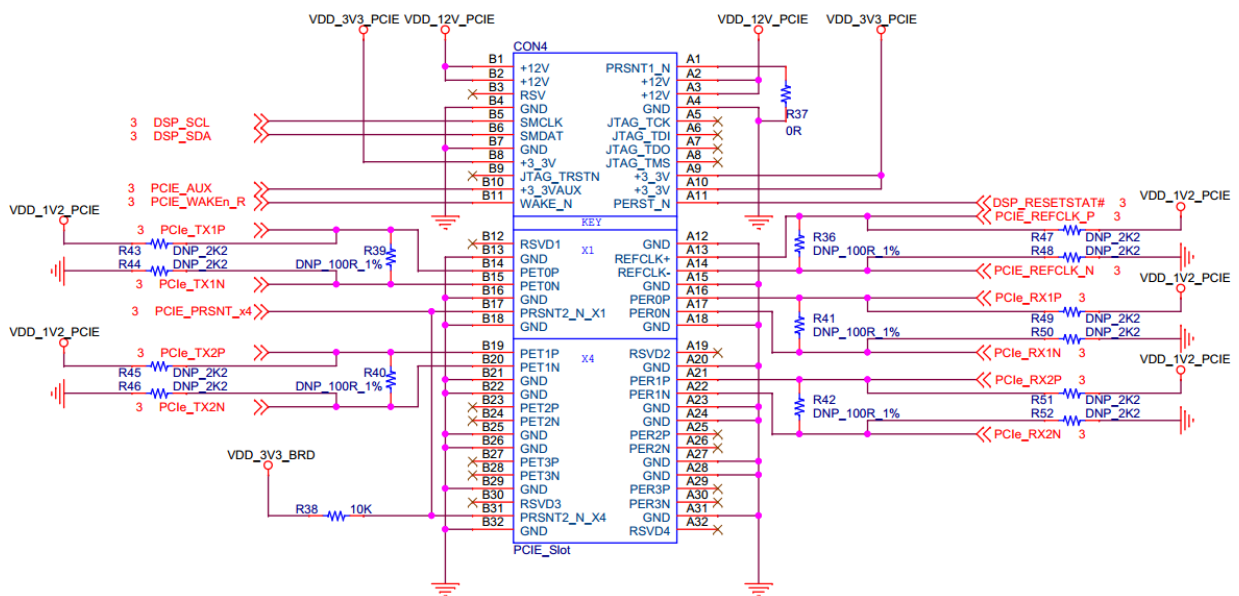 VDD_3V3_PCIE VDD_12V_PCIE VDD_12V_PCIE VDD_3V3_PCIE
CON4
B1 +12V PRSNT1_N A1
B2 +12V +12V A2
B3 RSV +12V A3
B4 GND GND A4
R37
0R
3 DSP_SCL B5 SMCLK JTAG_TCK A5
3 DSP_SDA B6 SMDAT JTAG_TDI A6
B7 GND JTAG_TDO A7
B8 +3_3V JTAG_TMS A8
B9 JTAG_TRSTN +3_3V A9
3 PCIE_AUX B10 +3_3VAUX +3_3V A10
3 PCIE_WAKEn_R B11 WAKE_N PERST_N A11 DSP_RESETSTAT# 3
VDD_1V2_PCIE KEY PCIE_REFCLK_P 3 VDD_1V2_PCIE
3 PCIe_TX1P
X1
B12 RSVD1 GND A12
B13 GND REFCLK+ A13
B14 PET0P REFCLK- A14 PCIE_REFCLK_N 3
B15 PET0N GND A15
R43 DNP_2K2
R44 DNP_2K2
R39
DNP_100R_1%
R36
DNP_100R_1%
R47 DNP_2K2
R48 DNP_2K2
3 PCIe_TX1N
VDD_1V2_PCIE
B16 GND PER0P A16 PCIe_RX1P 3
3 PCIE_PRSNT_x4 B17 PRSNT2_N_X1 PER0N A17
B18 GND GND A18
R41
DNP_100R_1%
R49 DNP_2K2
R50 DNP_2K2
VDD_1V2_PCIE
3 PCIe_TX2P B19 PET1P RSVD2 A19 PCIe_RX1N 3
X4
VDD_1V2_PCIE
B20 PET1N GND A20
B21 GND PER1P A21 PCIe_RX2P 3
B22 GND PER1N A22
R45 DNP_2K2
R46 DNP_2K2
R40
DNP_100R_1%
R42
DNP_100R_1%
R51 DNP_2K2
R52 DNP_2K2
3 PCIe_TX2N
B23 PET2P GND A23
B24 PET2N GND A24
B25 GND PER2P A25 PCIe_RX2N 3
B26 GND PER2N A26
VDD_3V3_BRD
B27 PET3P GND A27
B28 PET3N GND A28
B29 GND PER3P A29
B30 RSVD3 PER3N A30
R38 10K
B31 PRSNT2_N_X4 GND A31
B32 GND RSVD4 A32
PCIE_Slot